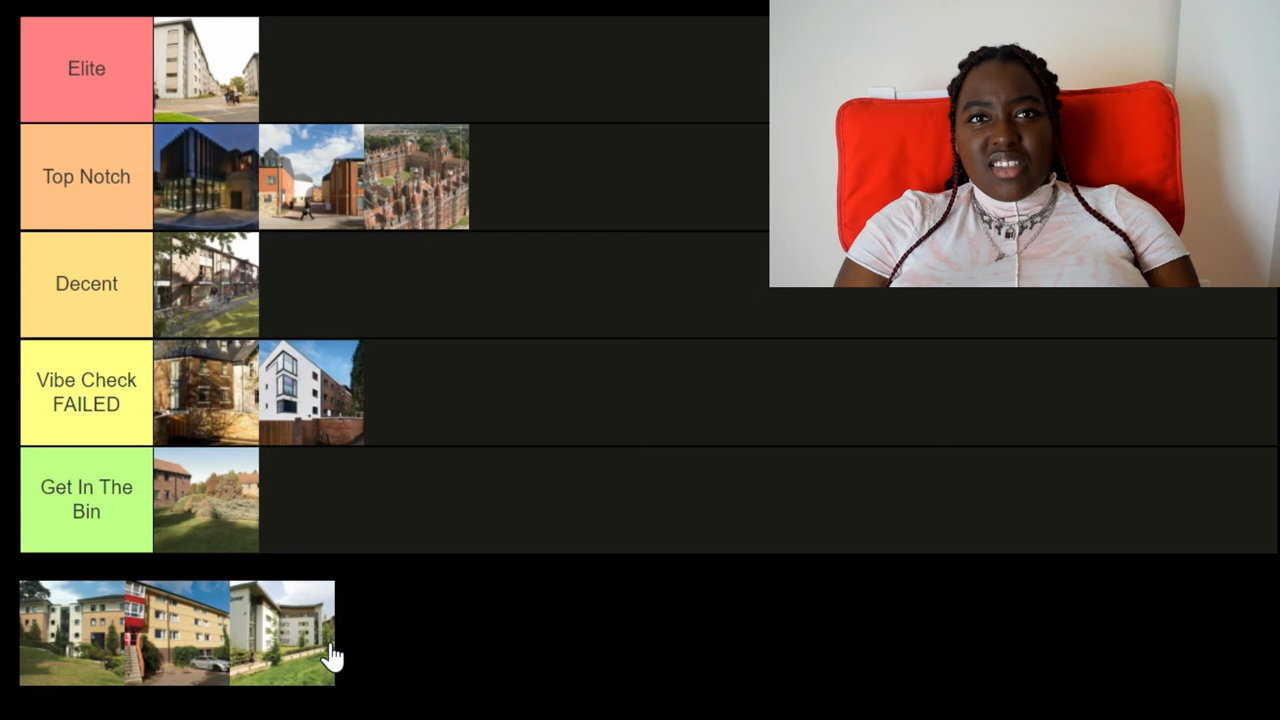 Elite
Top Notch
Decent
Vibe Check
FAILED
Get In The
Bin